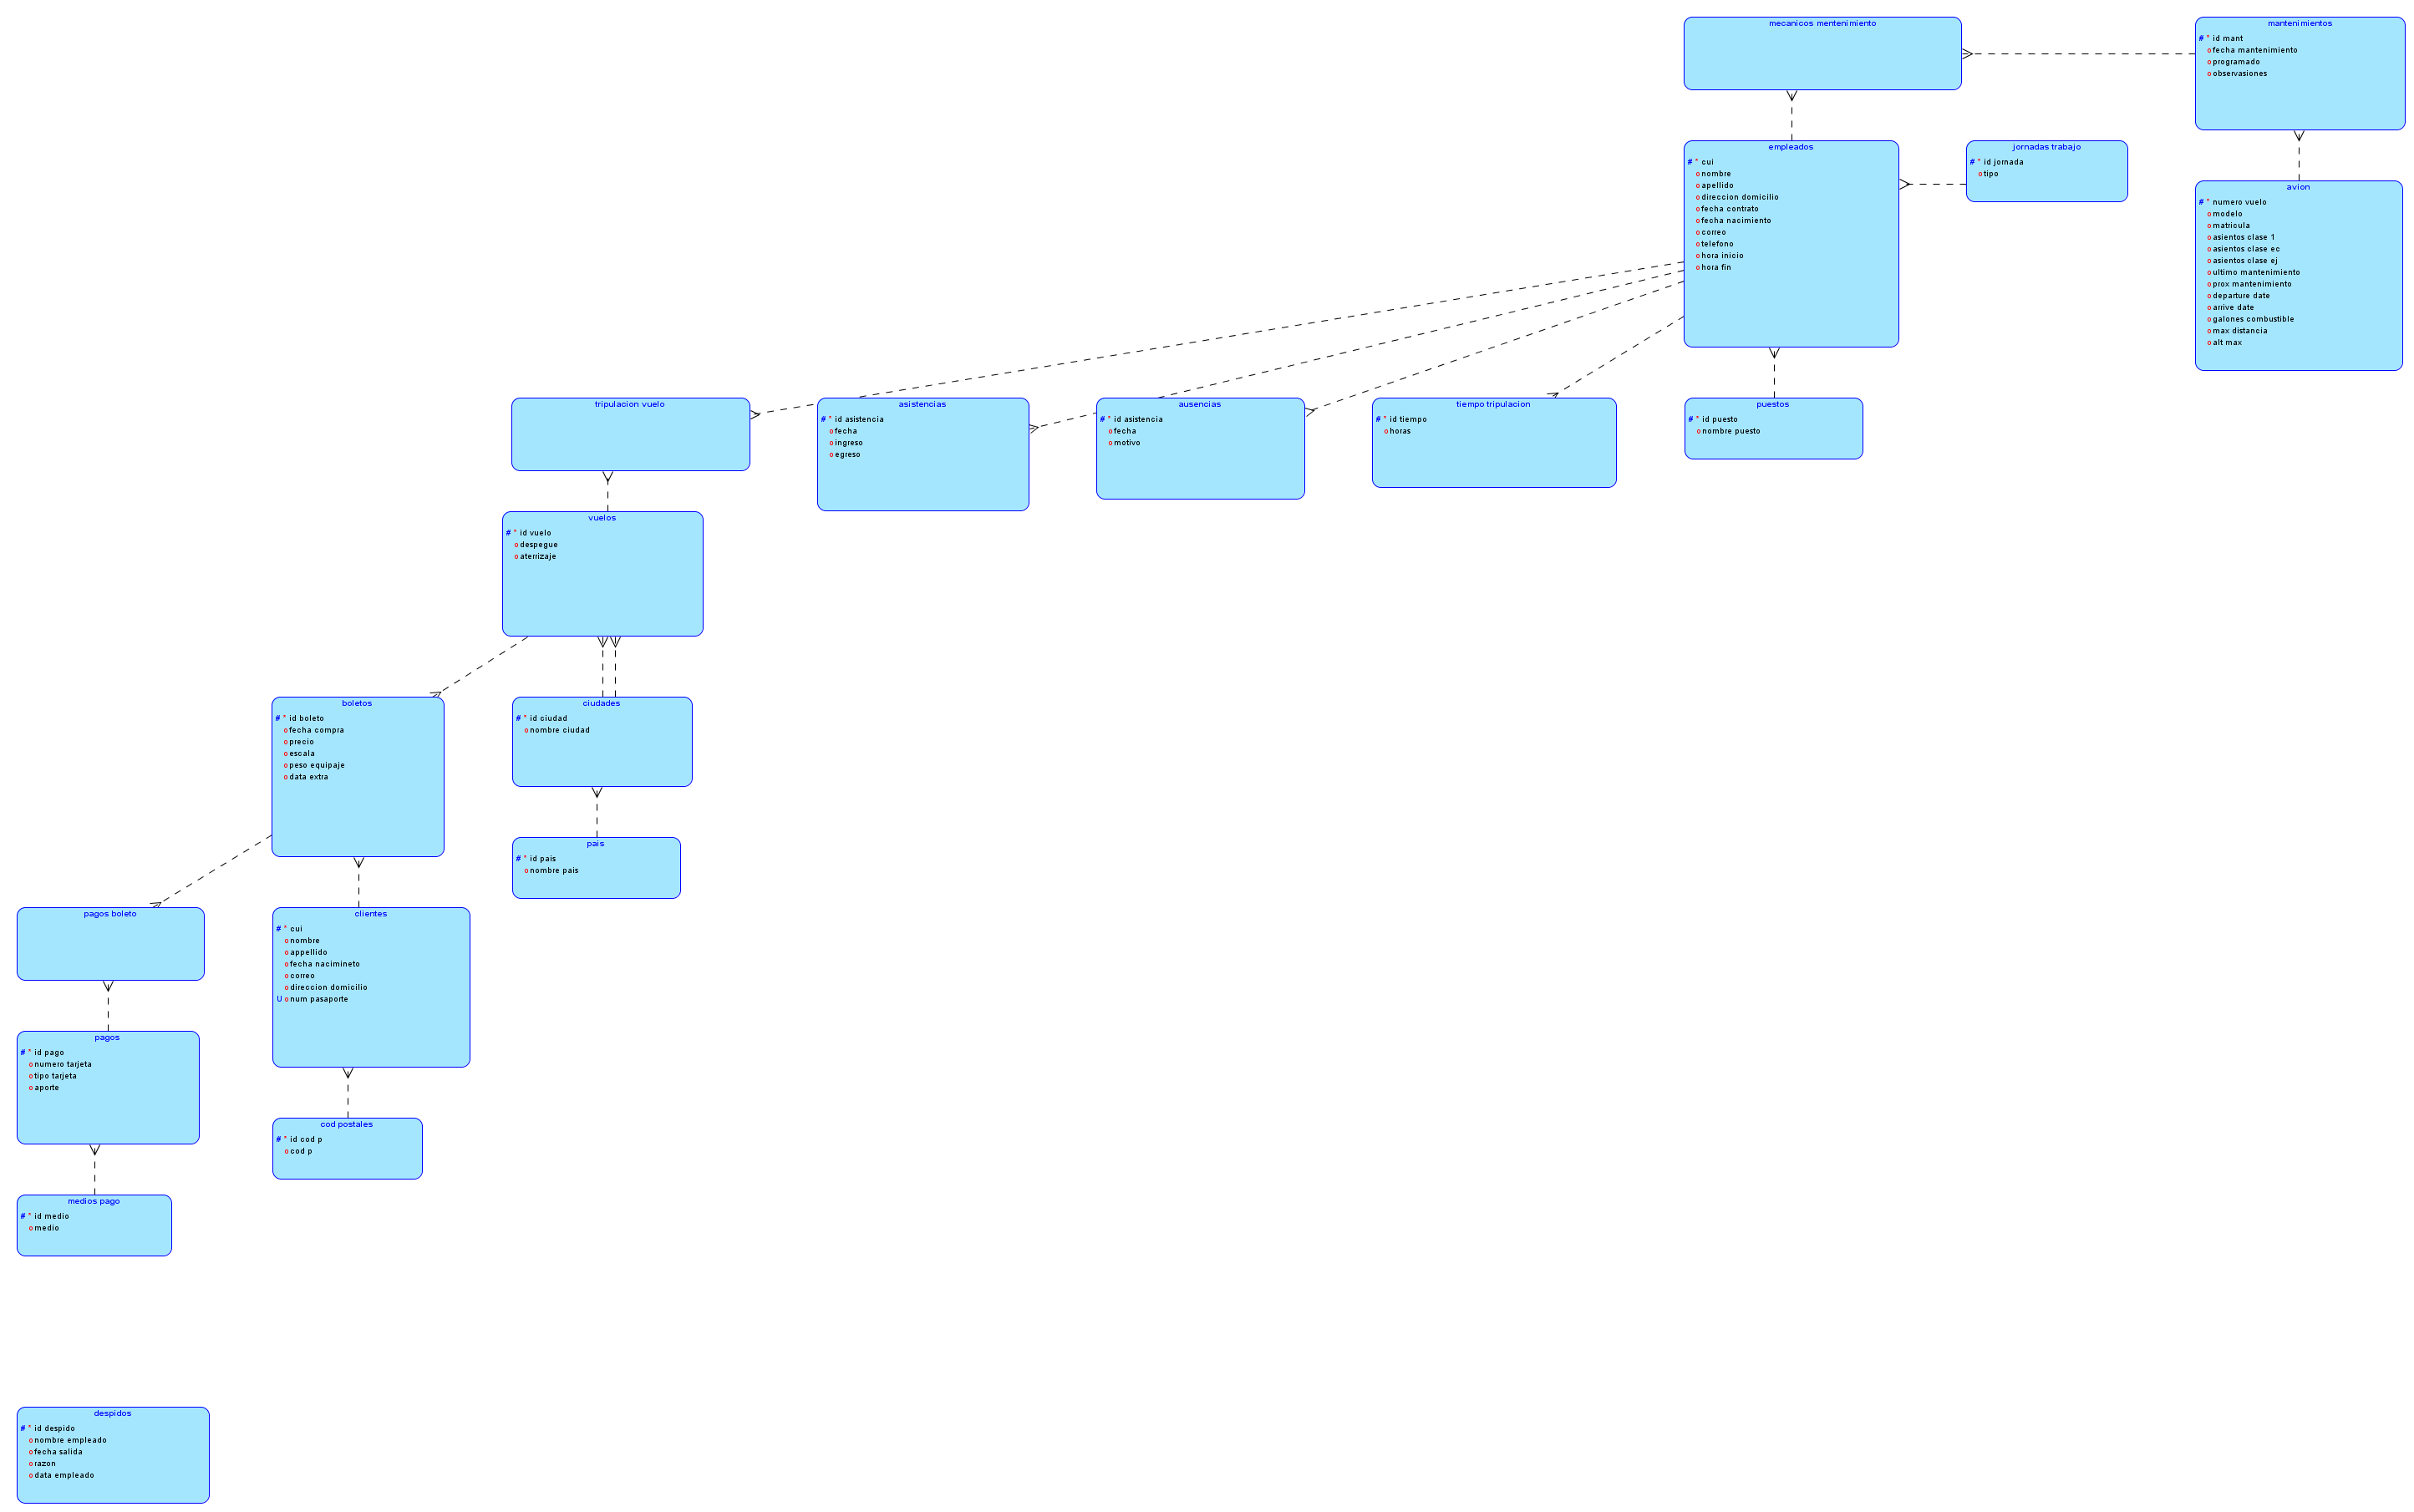 mecanicos mentenimiento
mantenimientos
# * id mant
o fecha mantenimiento
o programado
o observasiones
empleados
# * cui
o nombre
o apellido
o direccion domicilio
o fecha contrato
o fecha nacimiento
o correo
o telefono
o hora inicio
o hora fin
jornadas trabajo
# * id jornada
o tipo
avion
# * numero vuelo
o modelo
o matricula
o asientos clase 1
o asientos clase ec
o asientos clase ej
o ultimo mantenimiento
o prox mantenimiento
o departure date
o arrive date
o galones combustible
o max distancia
o alt max
tripulacion vuelo
asistencias
# * id asistencia
o fecha
o ingreso
o egreso
ausencias
# * id asistencia
o fecha
o motivo
tiempo tripulacion
# * id tiempo
o horas
puestos
# * id puesto
o nombre puesto
vuelos
# * id vuelo
o despegue
o aterrizaje
boletos
# * id boleto
o fecha compra
o precio
o escala
o peso equipaje
o data extra
ciudades
# * id ciudad
o nombre ciudad
pais
# * id pais
o nombre pais
pagos boleto
clientes
# * cui
o nombre
o appellido
o fecha nacimineto
o correo
o direccion domicilio
U o num pasaporte
pagos
# * id pago
o numero tarjeta
o tipo tarjeta
o aporte
cod postales
# * id cod p
o cod p
medios pago
# * id medio
o medio
despidos
# * id despido
o nombre empleado
o fecha salida
o razon
o data empleado